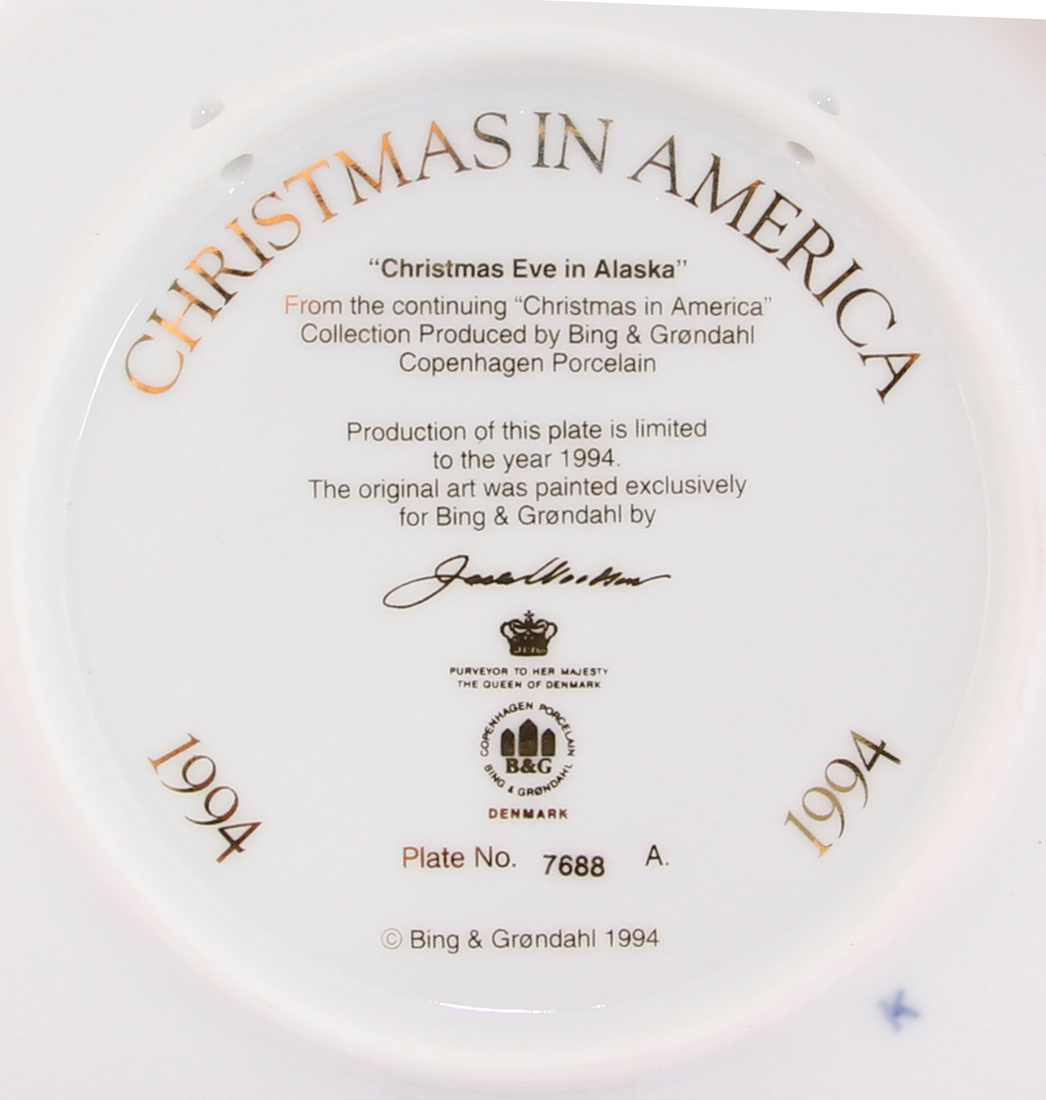 CHRISTMAS IN AMERICA
“Christmas Eve in Alaska”
From the continuing “Christmas in America”
Collection Produced by Bing & Grøndahl
Copenhagen Porcelain
Production of this plate is limited
to the year 1994.
The original art was painted exclusively
for Bing & Grøndahl by
PURVEYOR TO HER MAJESTY
THE QUEEN OF DENMARK
COPENHAGEN PORCELAIN
B&G
BING & GRØNDAHL
DENMARK
1994
1994
Plate No. 7688 A.
© Bing & Grøndahl 1994
K